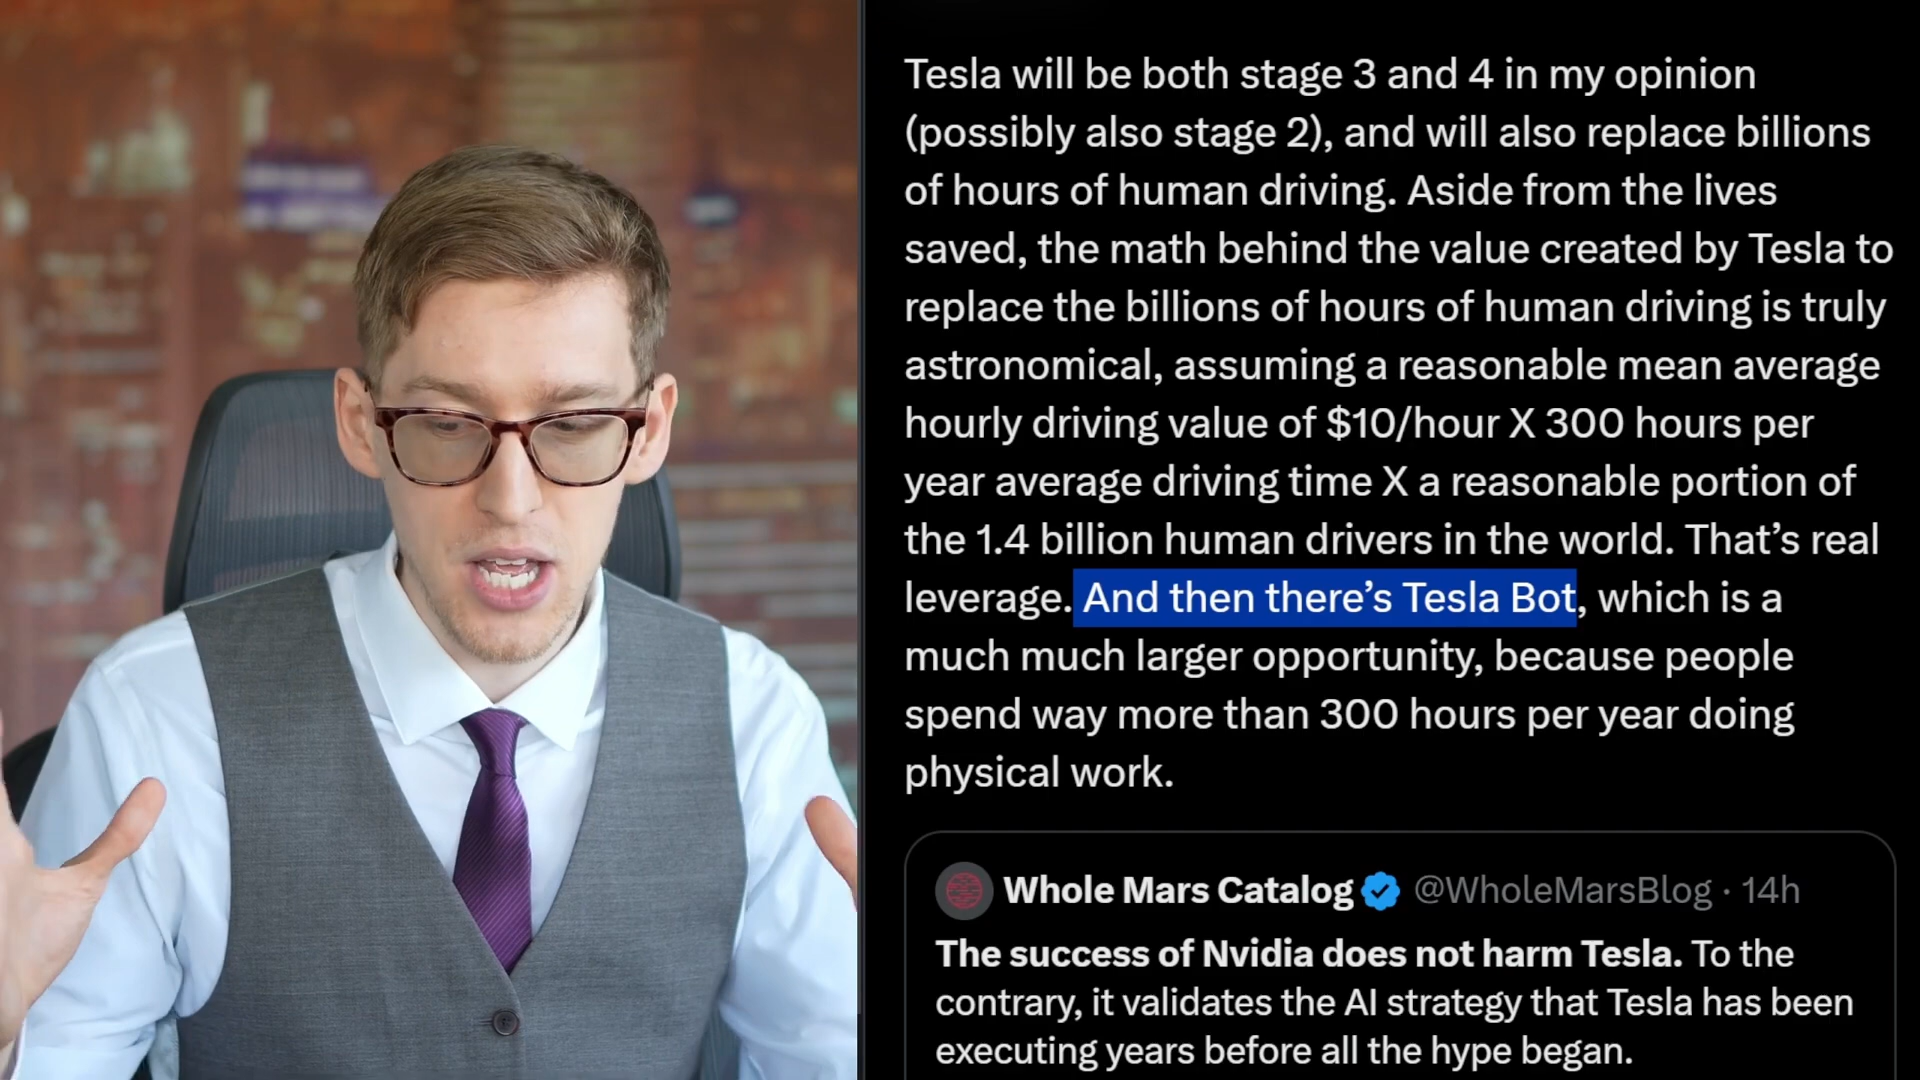 Tesla will be both stage 3 and 4 in my opinion
(possibly also stage 2), and will also replace billions
of hours of human driving. Aside from the lives
saved, the math behind the value created by Tesla to
replace the billions of hours of human driving is truly
astronomical, assuming a reasonable mean average
hourly driving value of $10/hour X 300 hours per
year average driving time X a reasonable portion of
the 1.4 billion human drivers in the world. That’s real
leverage. And then there’s Tesla Bot, which is a
much much larger opportunity, because people
spend way more than 300 hours per year doing
physical work.
Whole Mars Catalog @WholeMarsBlog · 14h
The success of Nvidia does not harm Tesla. To the
contrary, it validates the AI strategy that Tesla has been
executing years before all the hype began.